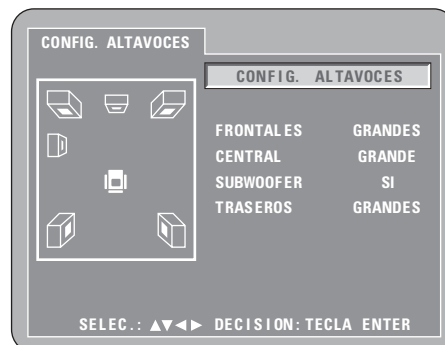 CONFIG. ALTAVOCES
CONFIG. ALTAVOCES
FRONTALES GRANDES
CENTRAL GRANDE
SUBWOOFER SI
TRASEROS GRANDES
SELEC.: ▲▼◄► DECISION: TECLA ENTER